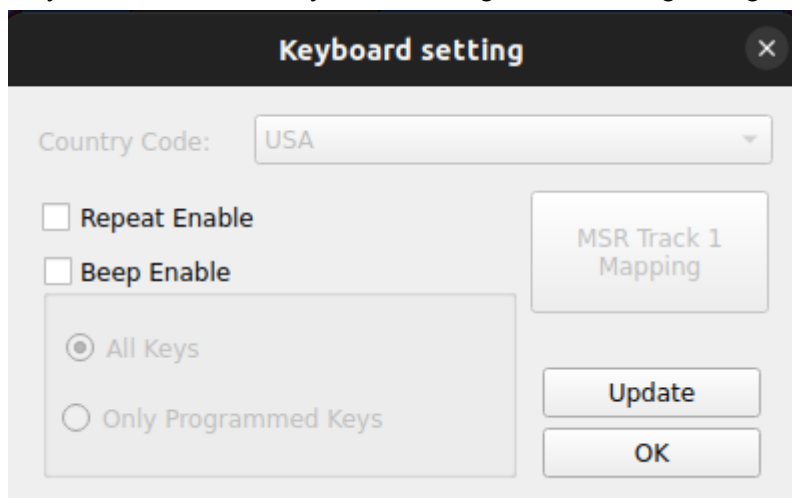 Keyboard setting
Country Code: USA
Repeat Enable
Beep Enable
MSR Track 1
Mapping
All Keys
Only Programmed Keys
Update
OK